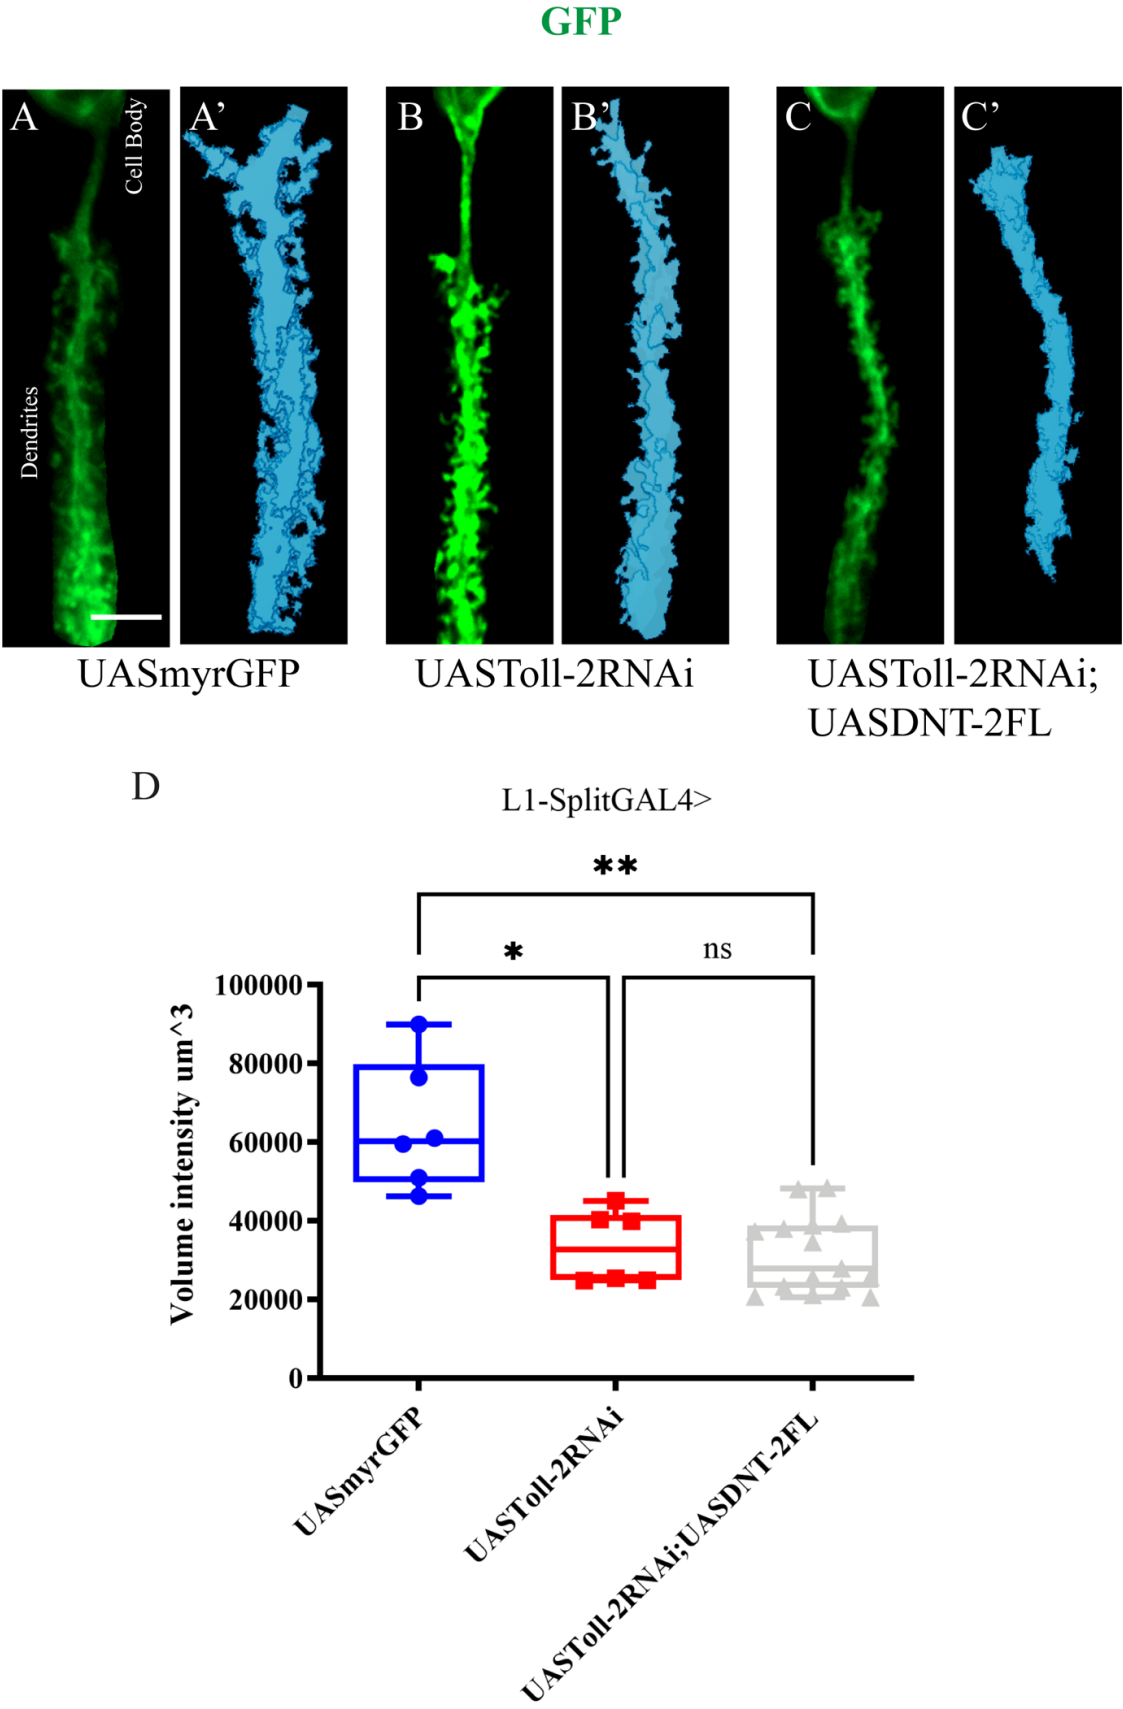 GFP
A
Cell Body
Dendrites
A’
B
B’
C
C’
UASmyrGFP
UASToll-2RNAi
UASToll-2RNAi;
UASDNT-2FL
D
L1-SplitGAL4>
**
*
ns
Volume intensity um^3
100000
80000
60000
40000
20000
0
UASmyrGFP
UASToll-2RNAi
UASToll-2RNAi;UASDNT-2FL